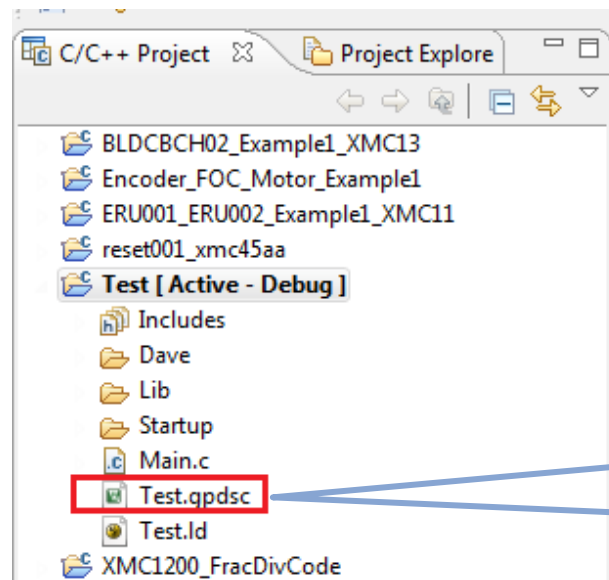 C/C++ Project Project Explore
BLDCBCH02_Example1_XMC13
Encoder_FOC_Motor_Example1
ERU001_ERU002_Example1_XMC11
reset001_xmc45aa
Test [ Active - Debug ]
Includes
Dave
Lib
Startup
Main.c
Test.gpdsc
Test.ld
XMC1200_FracDivCode